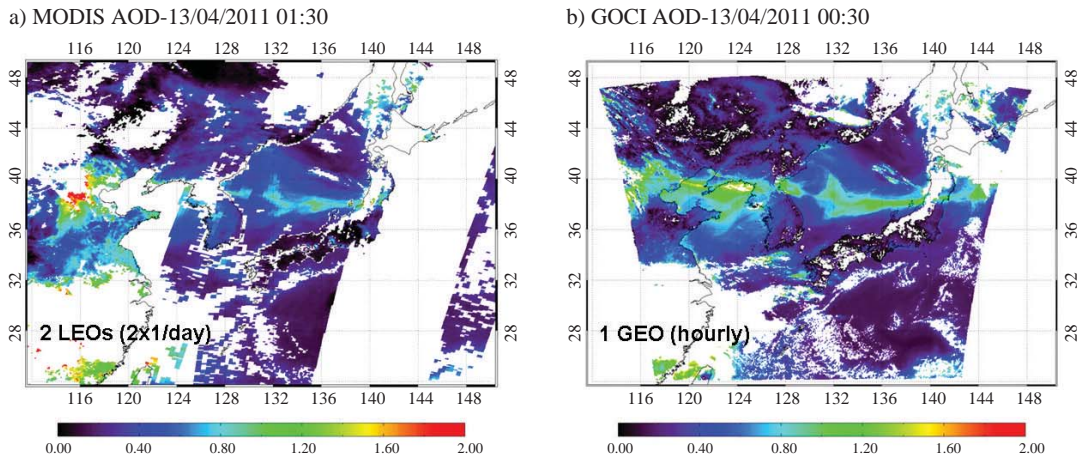 a) MODIS AOD-13/04/2011 01:30
116 120 124 128 132 136 140 144 148
48 44 40 36 32 28
48 44 40 36 32 28
2 LEOs (2x1/day)
116 120 124 128 132 136 140 144 148
0.00 0.40 0.80 1.20 1.60 2.00
b) GOCI AOD-13/04/2011 00:30
116 120 124 128 132 136 140 144 148
48 44 40 36 32 28
48 44 40 36 32 28
1 GEO (hourly)
116 120 124 128 132 136 140 144 148
0.00 0.40 0.80 1.20 1.60 2.00